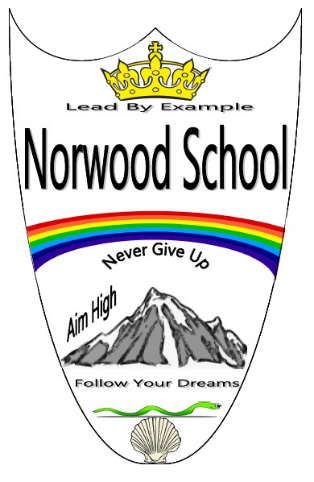 Lead By Example
Norwood School
Never Give Up
Aim High
Follow Your Dreams